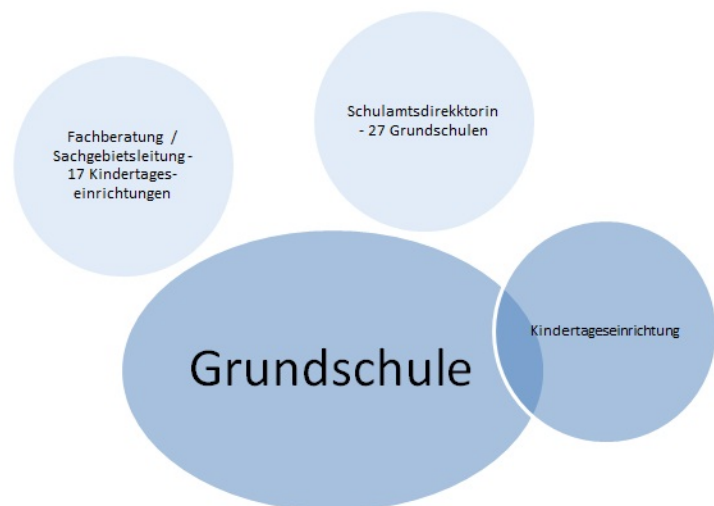 Fachberatung /
Sachgebietsleitung -
17 Kindertages-
einrichtungen
Schulamtsdirekktorin
- 27 Grundschulen
Grundschule
Kindertageseinrichtung